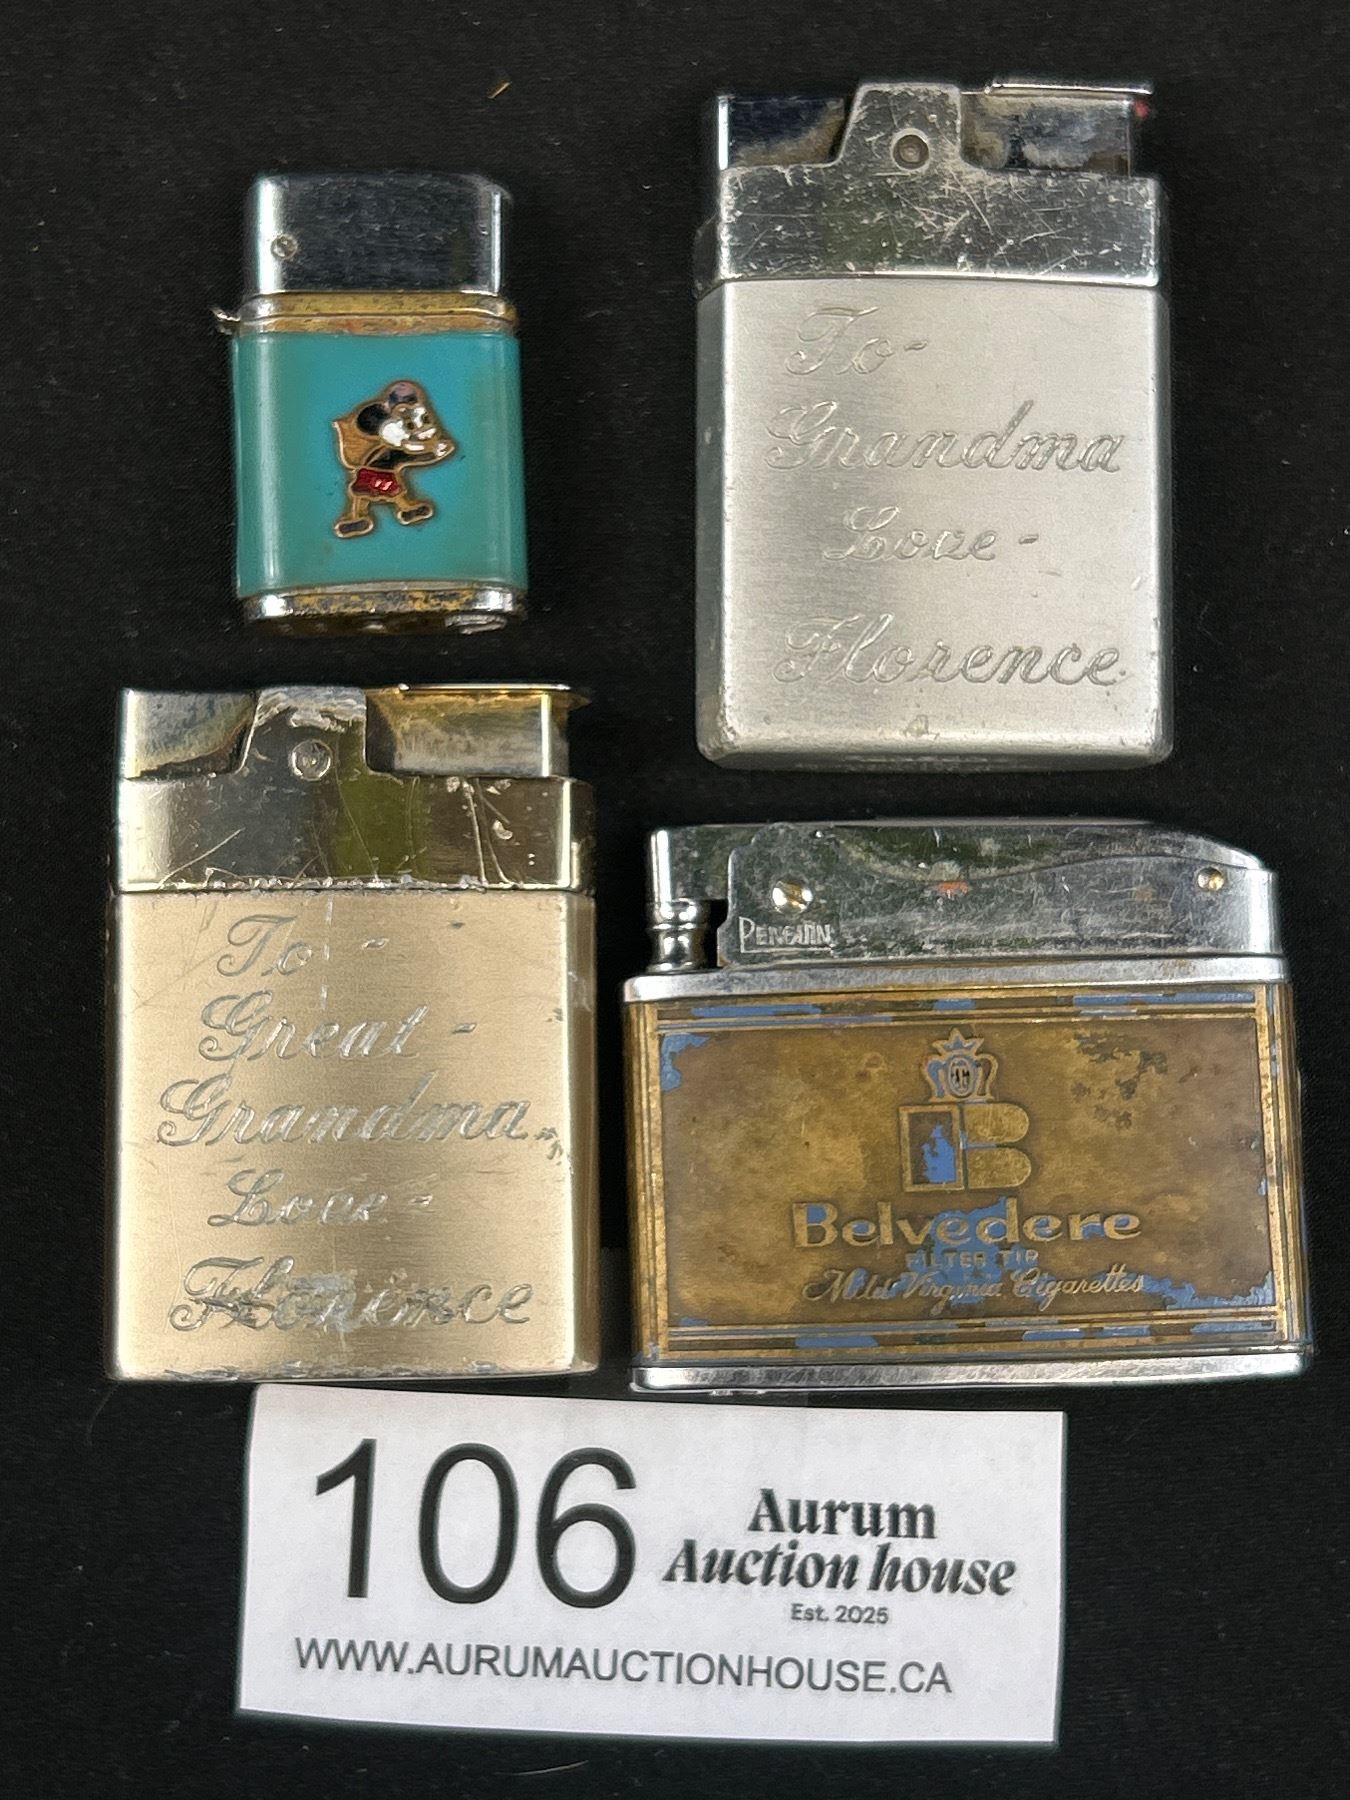 To-
Grandma
Love-
Florence.
To-
Great-
Grandma
Love-
Florence
PENGUIN
B
Belvedere
FILTER TIP
Mild Virginia Cigarettes
106
Aurum
Auction house
Est. 2025
WWW.AURUMAUCTIONHOUSE.CA